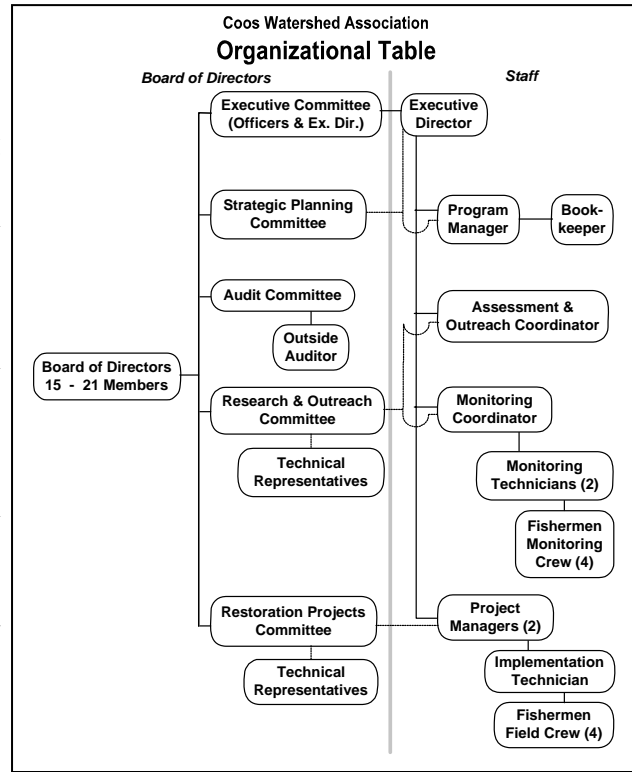 Coos Watershed Association
Organizational Table
Board of Directors
Staff
Executive Committee
(Officers & Ex. Dir.)
Executive
Director
Strategic Planning
Committee
Program
Manager
Book-
keeper
Audit Committee
Outside
Auditor
Assessment &
Outreach Coordinator
Board of Directors
15 - 21 Members
Research & Outreach
Committee
Monitoring
Coordinator
Technical
Representatives
Monitoring
Technicians (2)
Fishermen
Monitoring
Crew (4)
Restoration Projects
Committee
Project
Managers (2)
Technical
Representatives
Implementation
Technician
Fishermen
Field Crew (4)